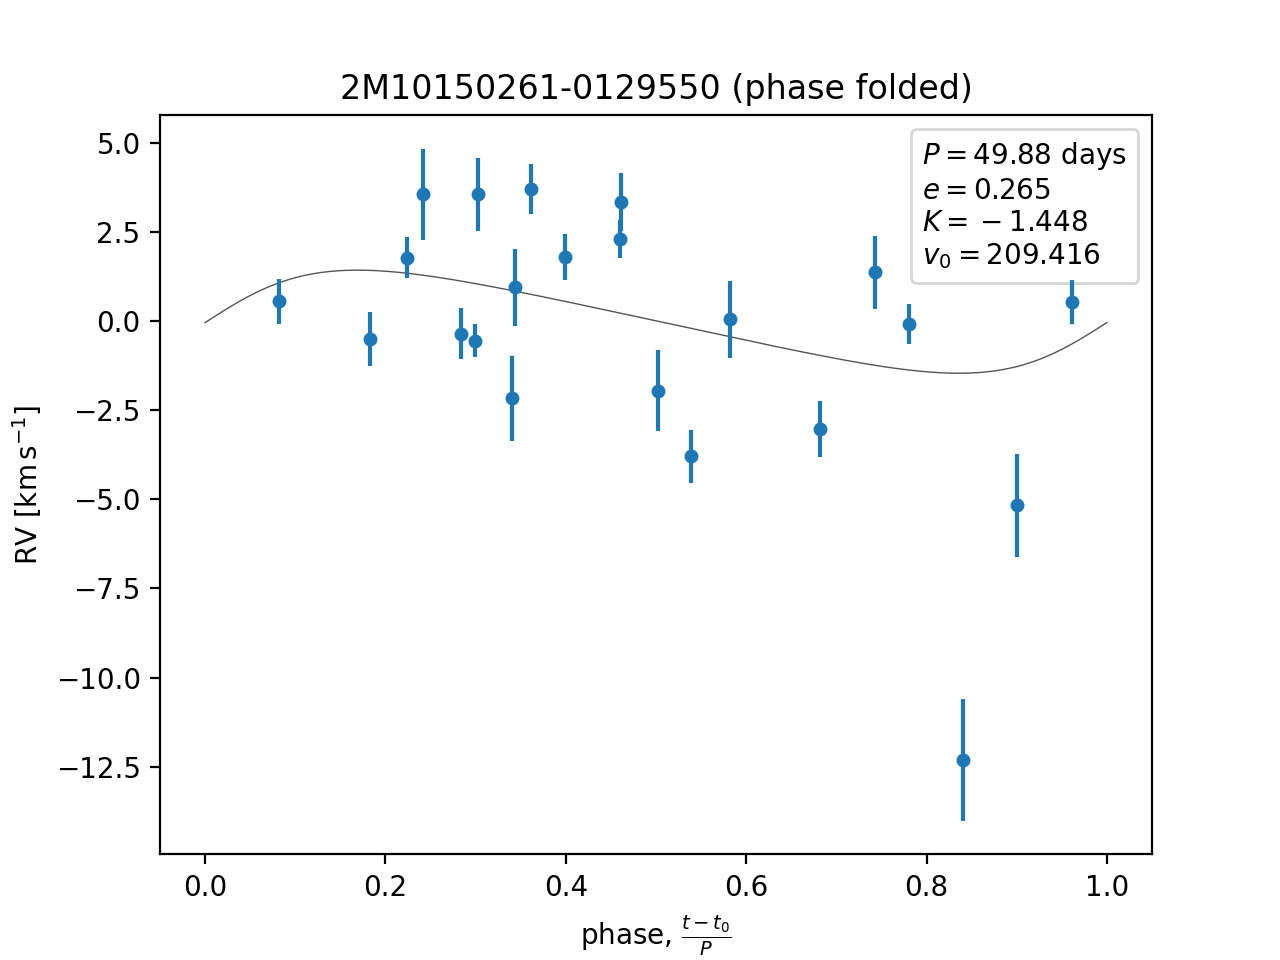 2M10150261-0129550 (phase folded)
P = 49.88 days
e = 0.265
K = −1.448
v₀ = 209.416
5.0
2.5
0.0
−2.5
−5.0
−7.5
−10.0
−12.5
RV [km s⁻¹]
0.0 0.2 0.4 0.6 0.8 1.0
phase, (t − t₀)/P